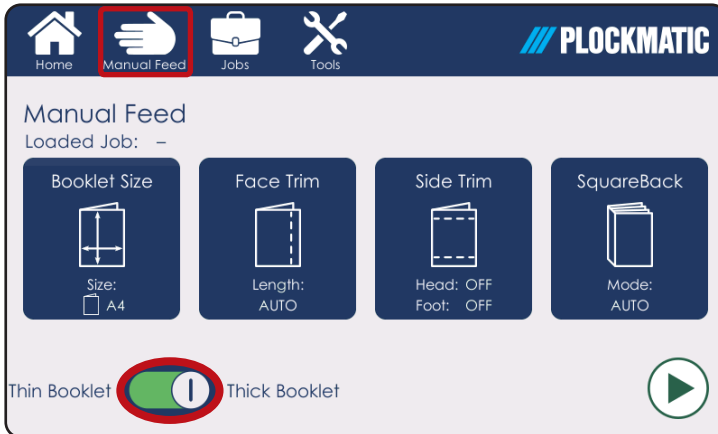 Home Manual Feed Jobs Tools
PLOCKMATIC
Manual Feed
Loaded Job: –
Booklet Size
Size:
A4
Face Trim
Length:
AUTO
Side Trim
Head: OFF
Foot: OFF
SquareBack
Mode:
AUTO
Thin Booklet Thick Booklet